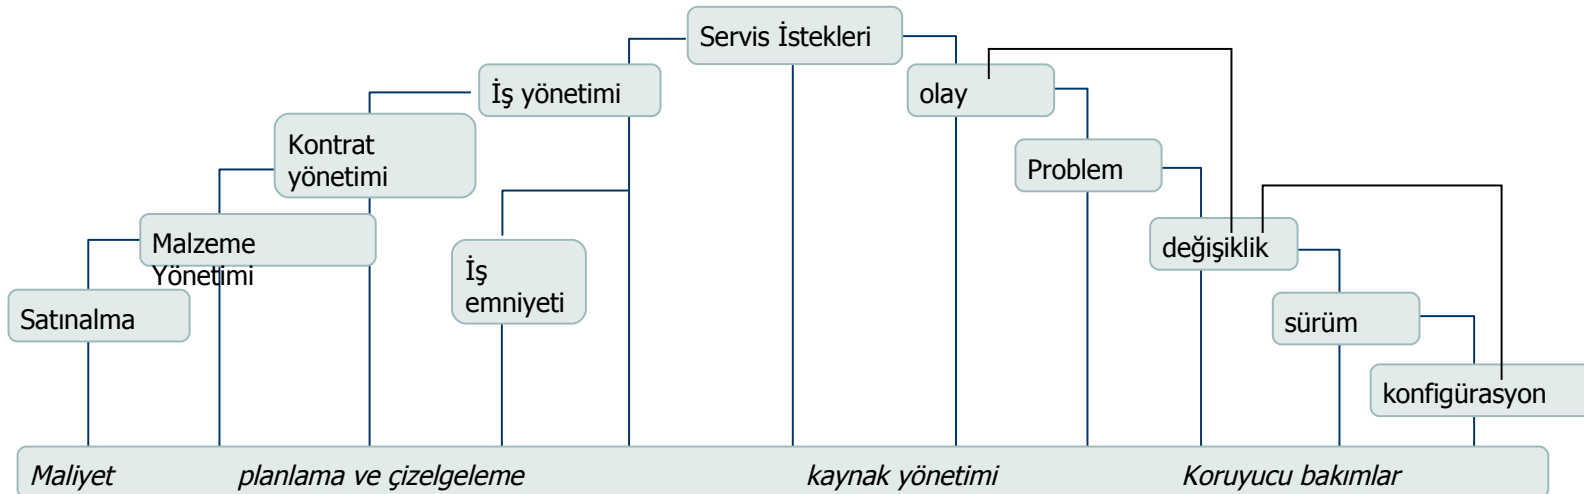 Servis İstekleri
İş yönetimi
olay
Kontrat
yönetimi
Problem
Malzeme
Yönetimi
İş
emniyeti
değişiklik
Satınalma
sürüm
konfigürasyon
Maliyet planlama ve çizelgeleme kaynak yönetimi Koruyucu bakımlar